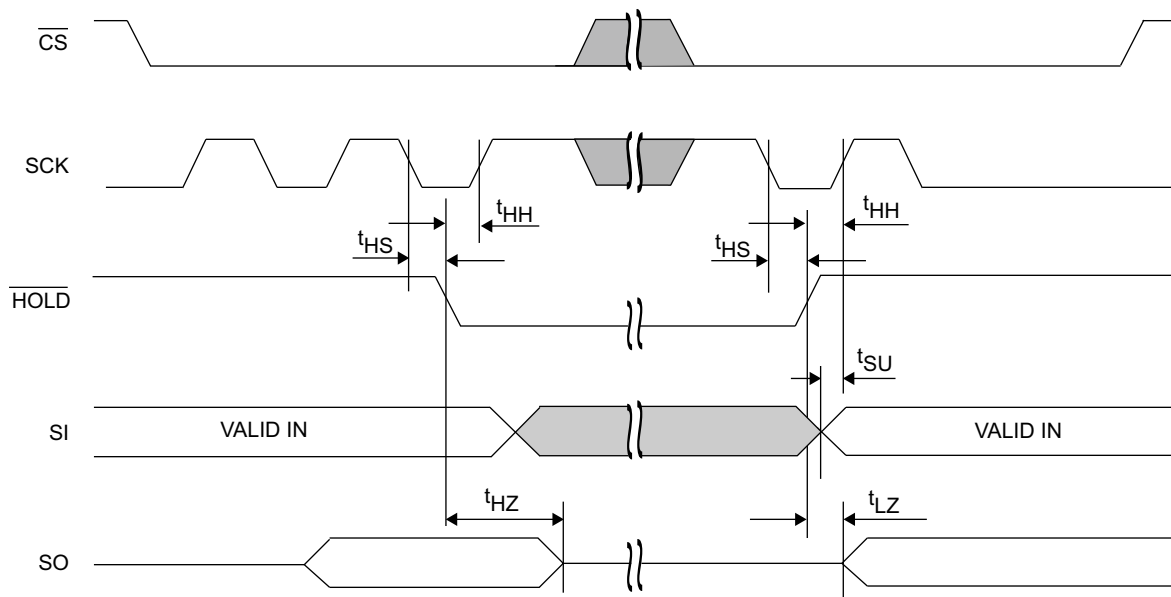 CS
SCK
tHH
tHH
tHS
tHS
HOLD
tSU
SI
VALID IN
VALID IN
tHZ
tLZ
SO